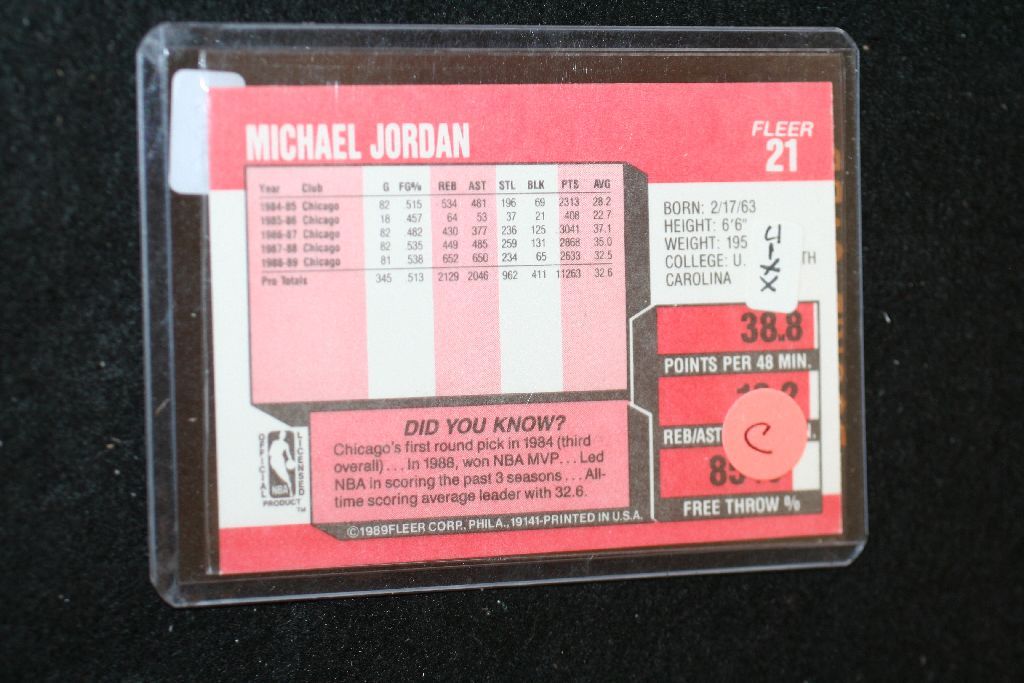 MICHAEL JORDAN
FLEER
21
Year Club G FG% REB AST STL BLK PTS AVG
1984-85 Chicago 82 .515 534 481 196 69 2313 28.2
1985-86 Chicago 18 .457 64 53 37 21 408 22.7
1986-87 Chicago 82 .482 430 377 236 125 3041 37.1
1987-88 Chicago 82 .535 449 485 259 131 2868 35.0
1988-89 Chicago 81 .538 652 650 234 65 2633 32.5
Pro Totals 345 .513 2129 2046 962 411 11263 32.6
BORN: 2/17/63
HEIGHT: 6'6"
WEIGHT: 195
COLLEGE: U. TH
CAROLINA
4-XX
38.8
POINTS PER 48 MIN.
REB/AST
C
FREE THROW %
DID YOU KNOW?
Chicago's first round pick in 1984 (third
overall)... In 1988, won NBA MVP... Led
NBA in scoring the past 3 seasons... All-
time scoring average leader with 32.6.
OFFICIAL
LICENSED
NBA
PRODUCT TM
©1989 FLEER CORP., PHILA., 19141-PRINTED IN U.S.A.